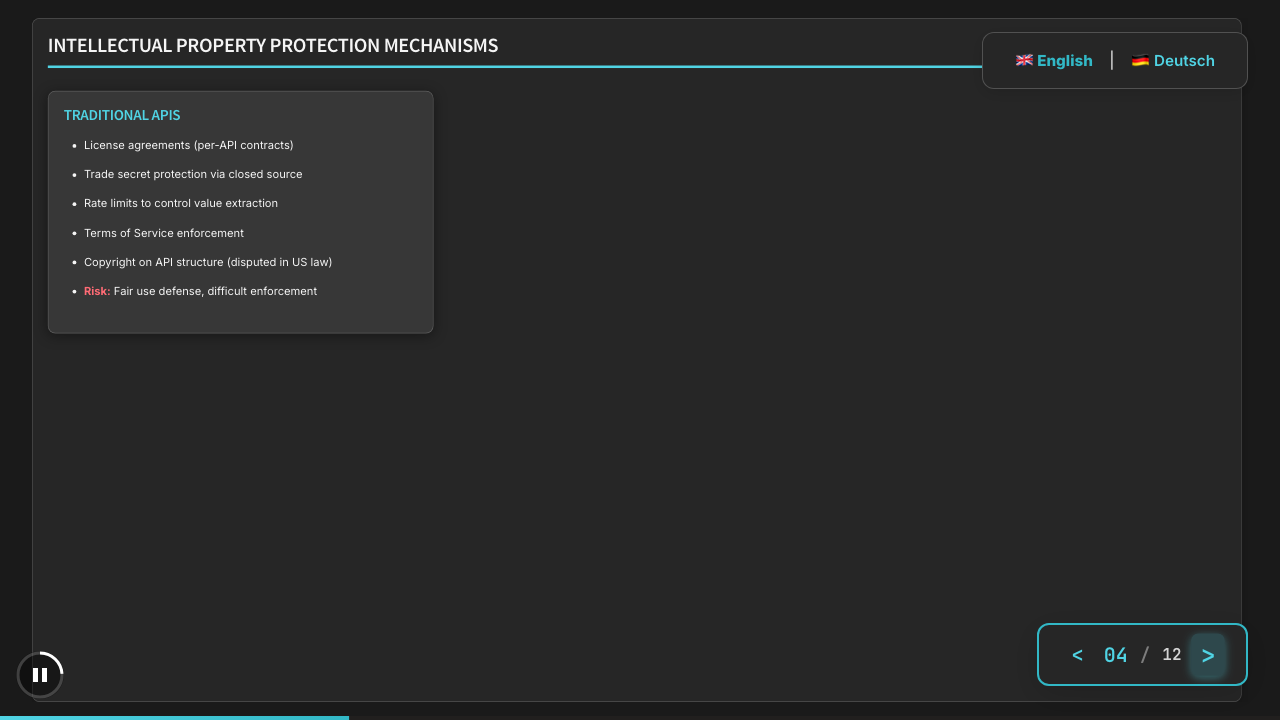 INTELLECTUAL PROPERTY PROTECTION MECHANISMS
🇬🇧 English | 🇩🇪 Deutsch
TRADITIONAL APIS
• License agreements (per-API contracts)
• Trade secret protection via closed source
• Rate limits to control value extraction
• Terms of Service enforcement
• Copyright on API structure (disputed in US law)
• Risk: Fair use defense, difficult enforcement
< 04 / 12 >